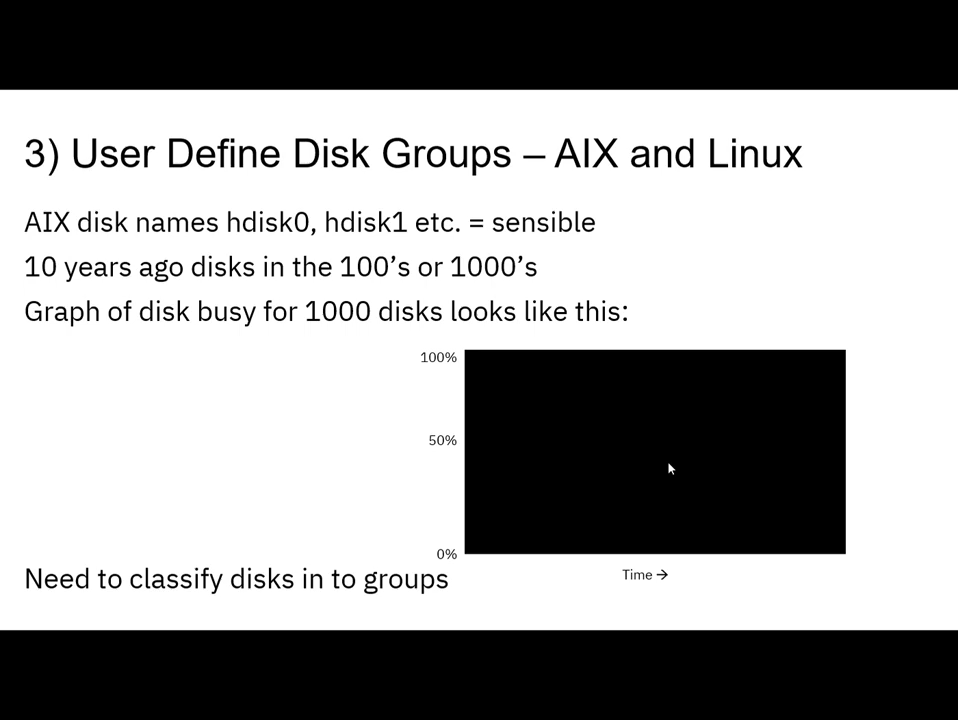 3) User Define Disk Groups – AIX and Linux
AIX disk names hdisk0, hdisk1 etc. = sensible
10 years ago disks in the 100’s or 1000’s
Graph of disk busy for 1000 disks looks like this:
100%
50%
0%
Time →
Need to classify disks in to groups